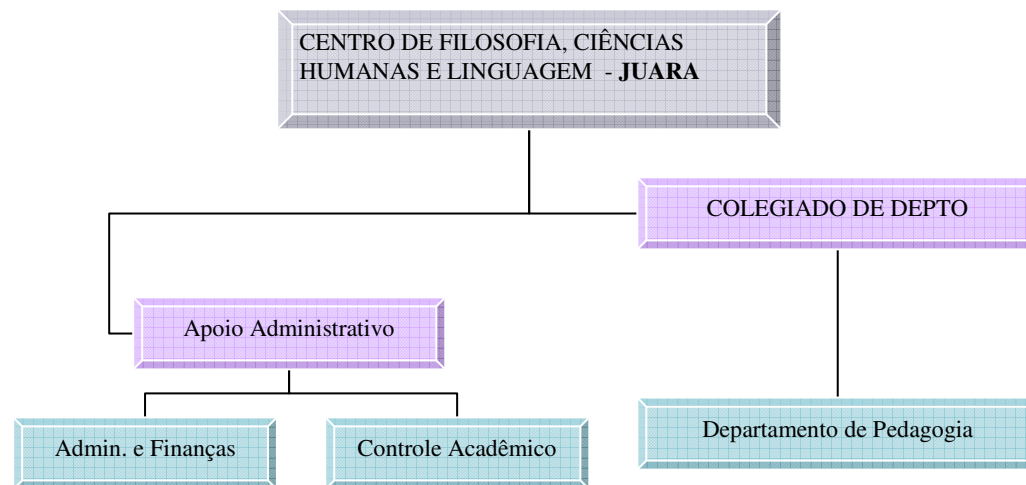 CENTRO DE FILOSOFIA, CIÊNCIAS
HUMANAS E LINGUAGEM - JUARA
COLEGIADO DE DEPTO
Apoio Administrativo
Admin. e Finanças
Controle Acadêmico
Departamento de Pedagogia